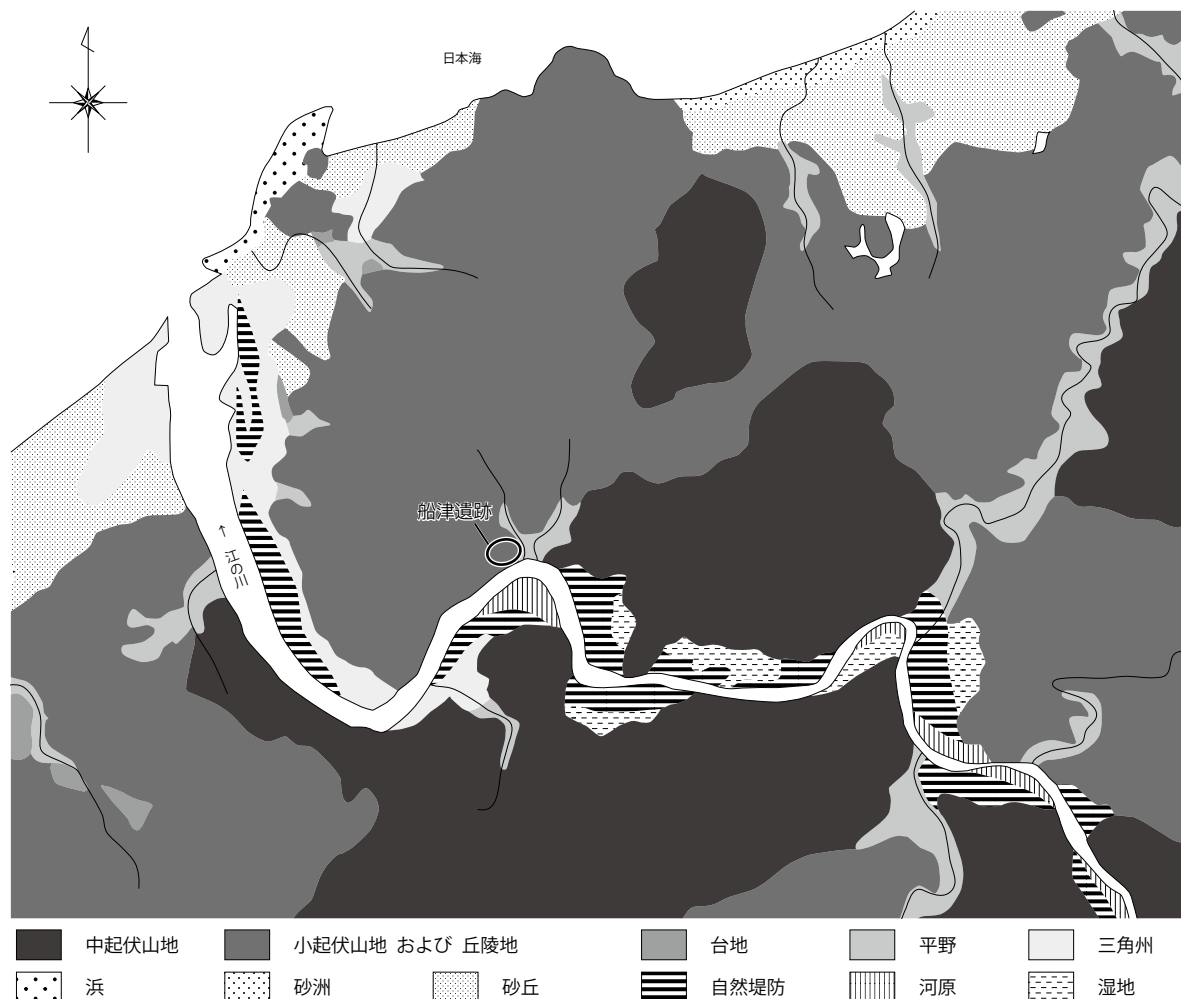 日本海
船津遺跡
↑
江の川
中起伏山地
小起伏山地 および 丘陵地
台地
平野
三角州
浜
砂洲
砂丘
自然堤防
河原
湿地